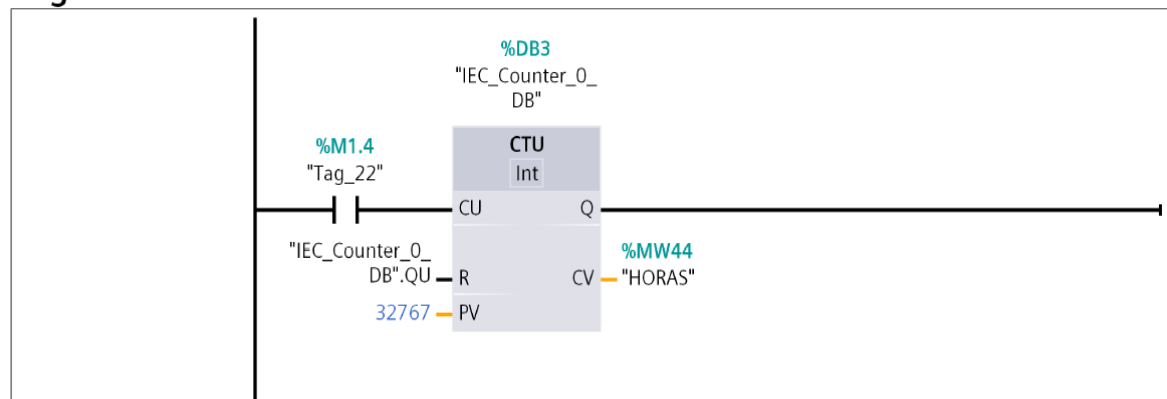 %DB3
"IEC_Counter_0_
DB"
%M1.4
"Tag_22"
CTU
Int
CU
Q
"IEC_Counter_0_
DB".QU
R
CV
%MW44
"HORAS"
32767
PV